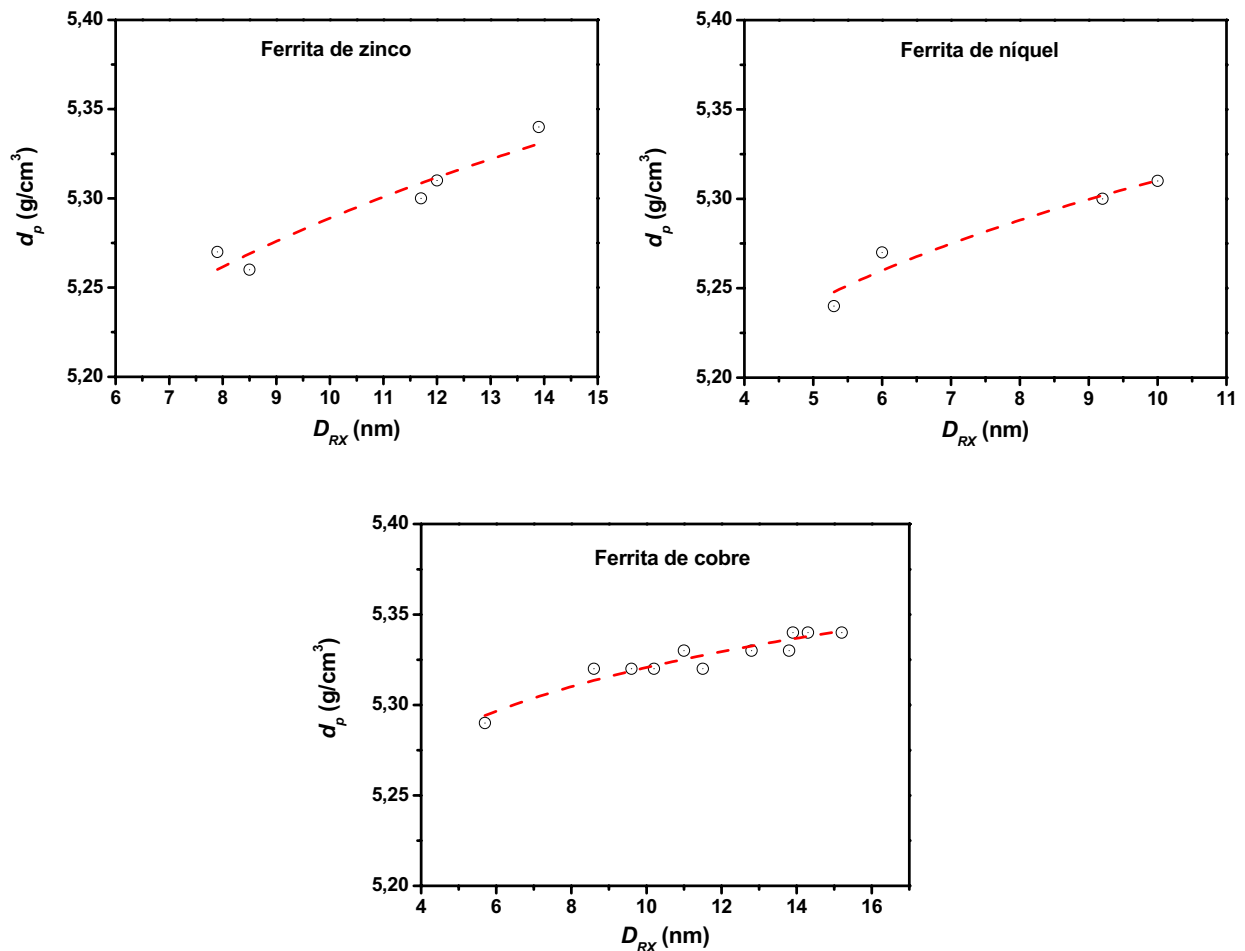 Ferrita de zinco
5,40
5,35
5,30
5,25
5,20
d_p (g/cm³)
6 7 8 9 10 11 12 13 14 15
D_RX (nm)
Ferrita de níquel
5,40
5,35
5,30
5,25
5,20
d_p (g/cm³)
4 5 6 7 8 9 10 11
D_RX (nm)
Ferrita de cobre
5,40
5,35
5,30
5,25
5,20
d_p (g/cm³)
4 6 8 10 12 14 16
D_RX (nm)